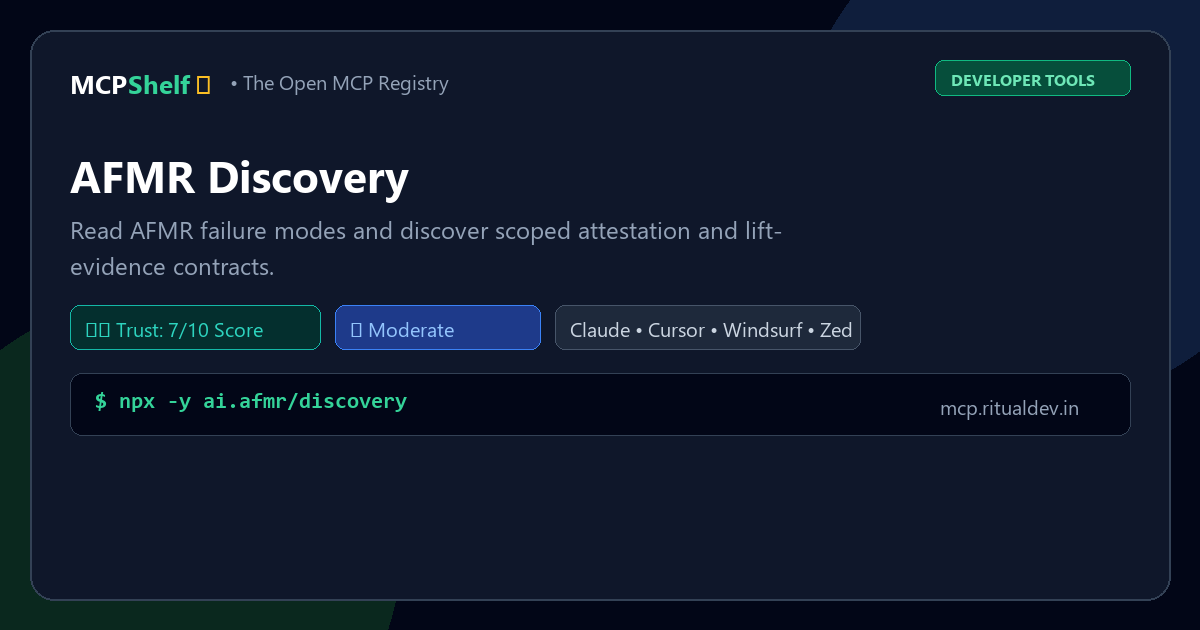 MCPShelf • The Open MCP Registry
DEVELOPER TOOLS
AFMR Discovery
Read AFMR failure modes and discover scoped attestation and lift-
evidence contracts.
Trust: 7/10 Score
Moderate
Claude • Cursor • Windsurf • Zed
$ npx -y ai.afmr/discovery
mcp.ritualdev.in